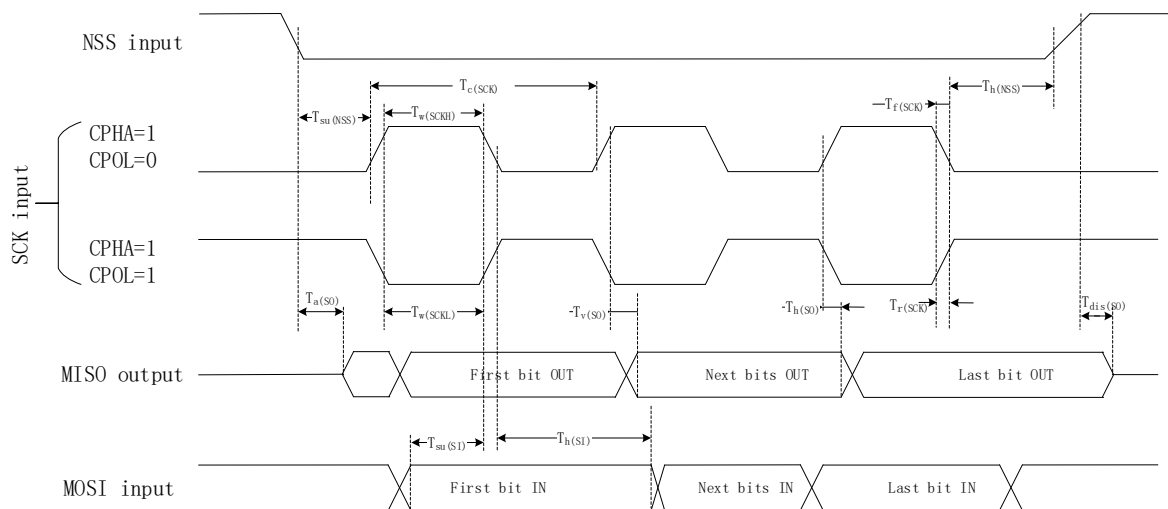 NSS input
Tc(SCK)
Th(NSS)
Tf(SCK)
Tsu(NSS)
Tw(SCKH)
SCK input
CPHA=1
CPOL=0
CPHA=1
CPOL=1
Ta(SO)
Tw(SCKL)
Tv(SO)
Th(SO)
Tr(SCK)
Tdis(SO)
MISO output
First bit OUT
Next bits OUT
Last bit OUT
Tsu(SI)
Th(SI)
MOSI input
First bit IN
Next bits IN
Last bit IN